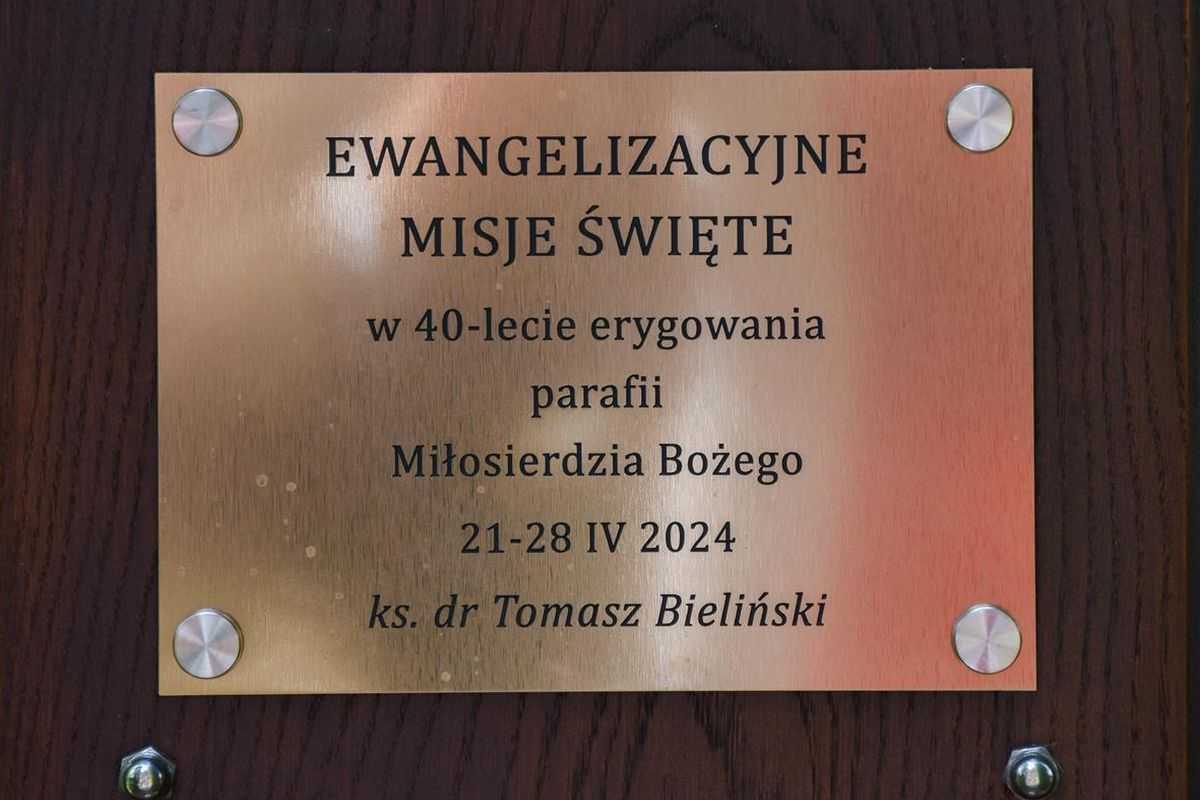 EWANGELIZACYJNE
MISJE ŚWIĘTE
w 40-lecie erygowania
parafii
Miłosierdzia Bożego
21-28 IV 2024
ks. dr Tomasz Bieliński